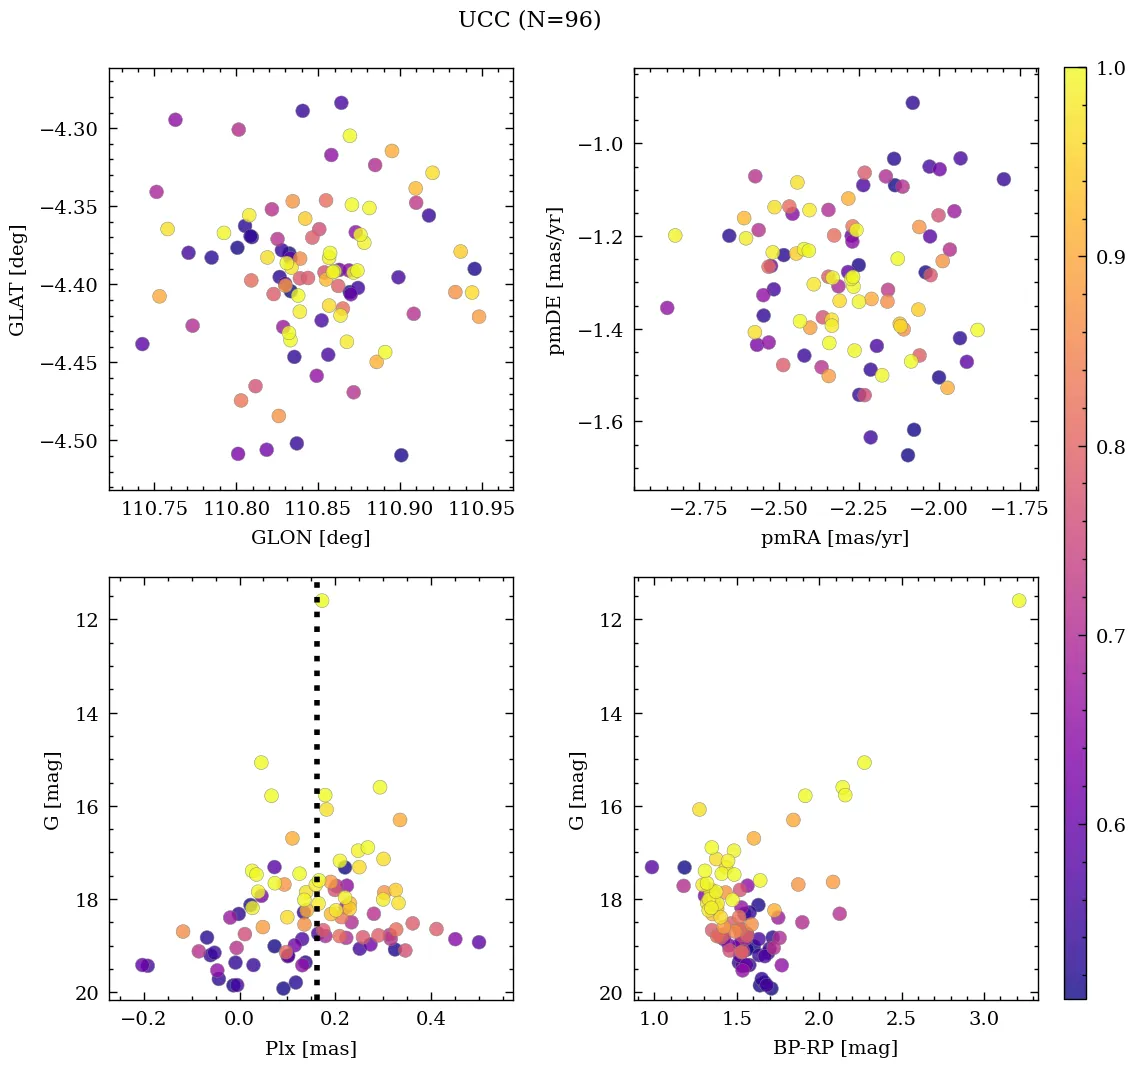 UCC (N=96)
−4.30
−4.35
−4.40
−4.45
−4.50
GLAT [deg]
110.75 110.80 110.85 110.90 110.95
GLON [deg]
−1.0
−1.2
−1.4
−1.6
pmDE [mas/yr]
−2.75 −2.50 −2.25 −2.00 −1.75
pmRA [mas/yr]
1.0
0.9
0.8
0.7
0.6
12
14
16
18
20
G [mag]
−0.2 0.0 0.2 0.4
Plx [mas]
12
14
16
18
20
G [mag]
1.0 1.5 2.0 2.5 3.0
BP-RP [mag]